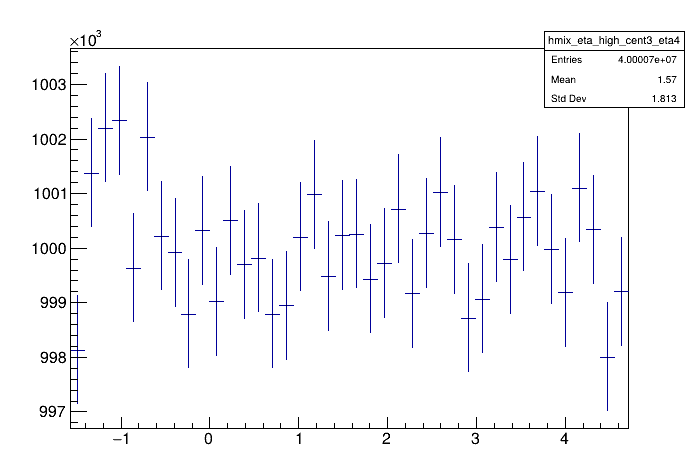 ×10³
hmix_eta_high_cent3_eta4
Entries 4.00007e+07
Mean 1.57
Std Dev 1.813
1003
1002
1001
1000
999
998
997
−1 0 1 2 3 4